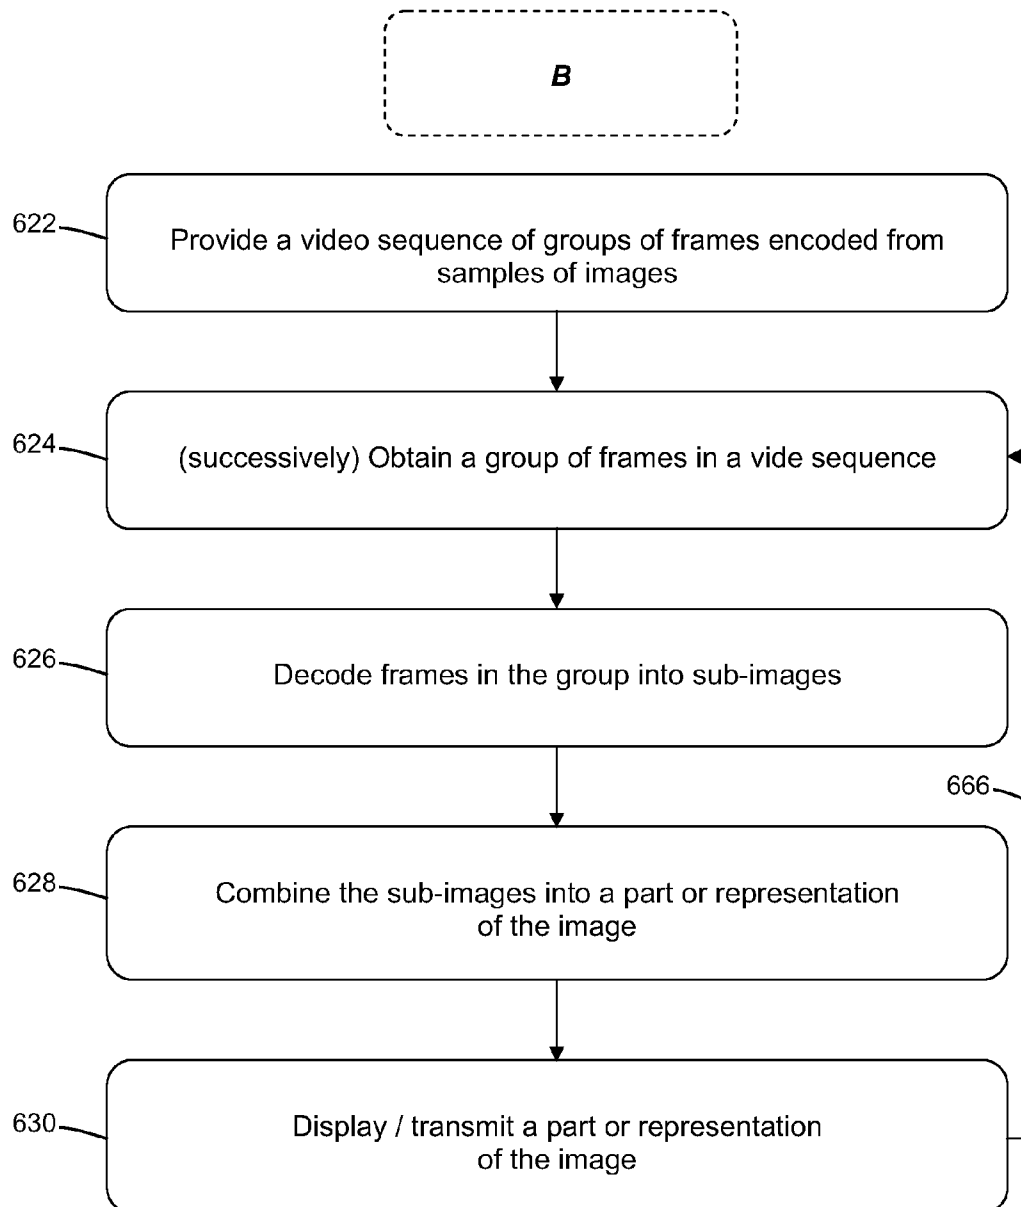 B
622
Provide a video sequence of groups of frames encoded from
samples of images
624
(successively) Obtain a group of frames in a vide sequence
626
Decode frames in the group into sub-images
666
628
Combine the sub-images into a part or representation
of the image
630
Display / transmit a part or representation
of the image